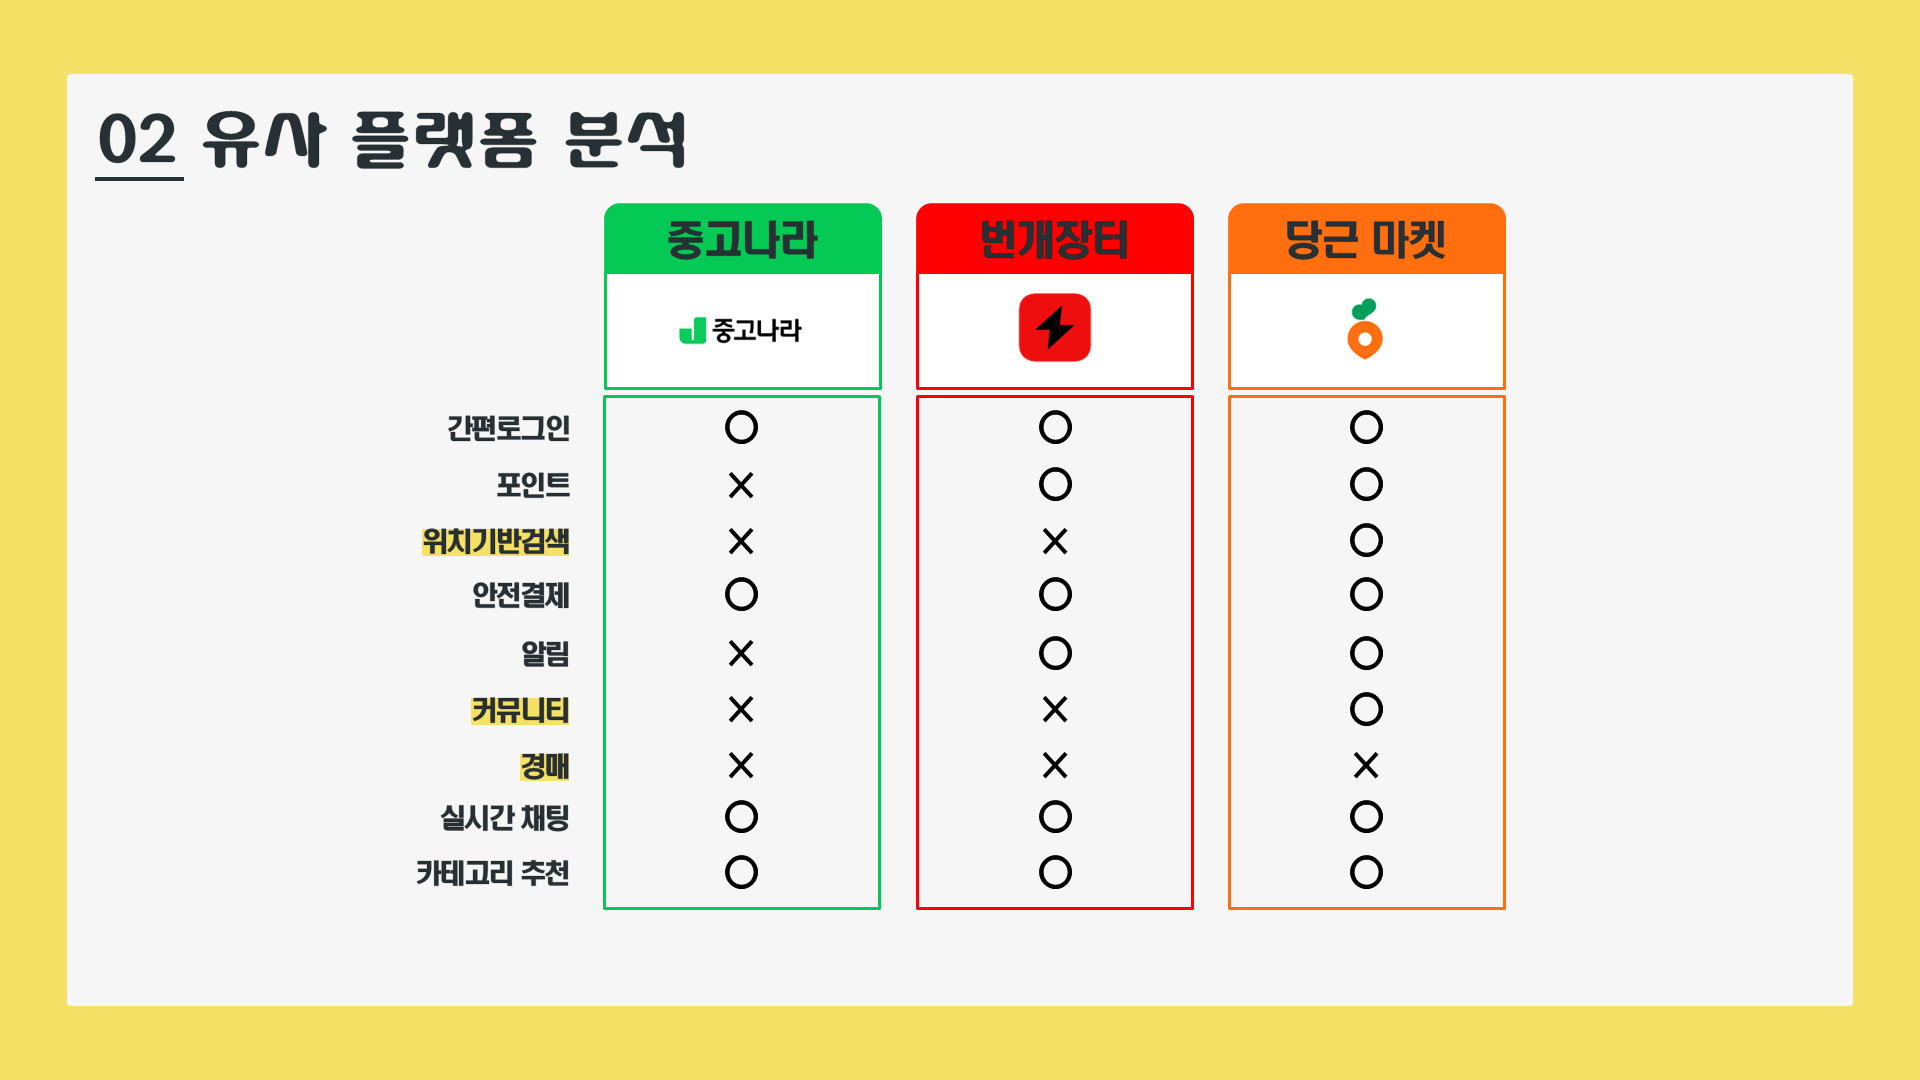 02 유사 플랫폼 분석
중고나라 번개장터 당근 마켓
중고나라
간편로그인 O O O
포인트 X O O
위치기반검색 X X O
안전결제 O O O
알림 X O O
커뮤니티 X X O
경매 X X X
실시간 채팅 O O O
카테고리 추천 O O O